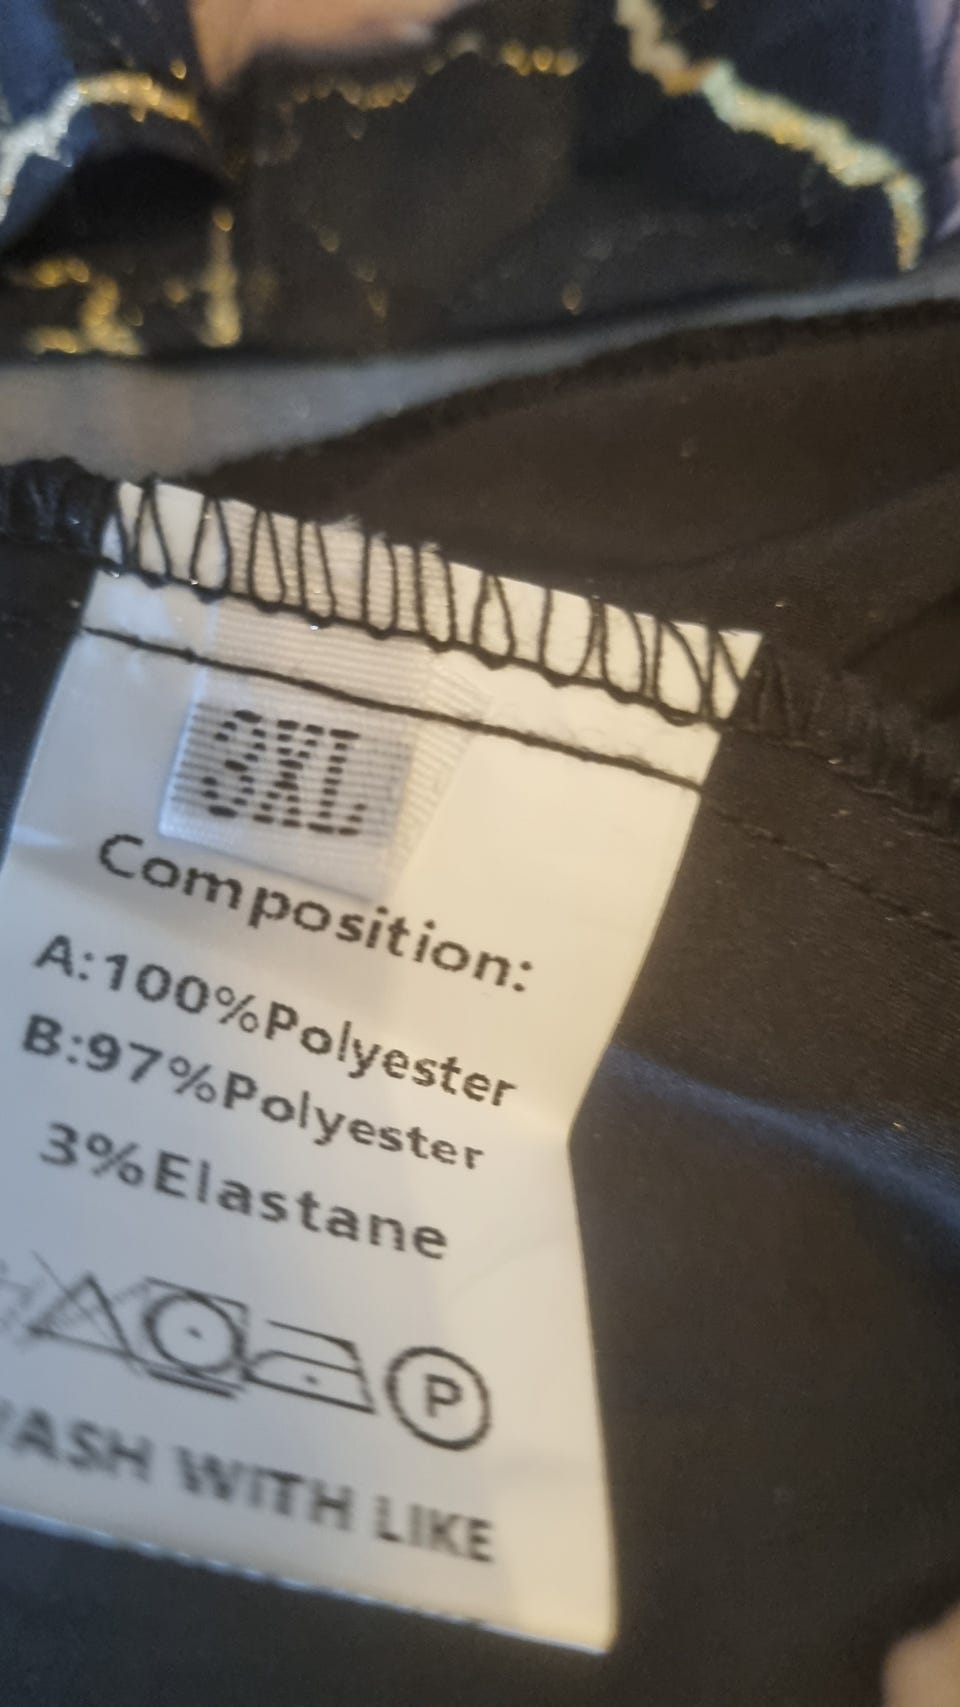 3XL
Composition:
A:100%Polyester
B:97%Polyester
3%Elastane
P
WITH LIKE